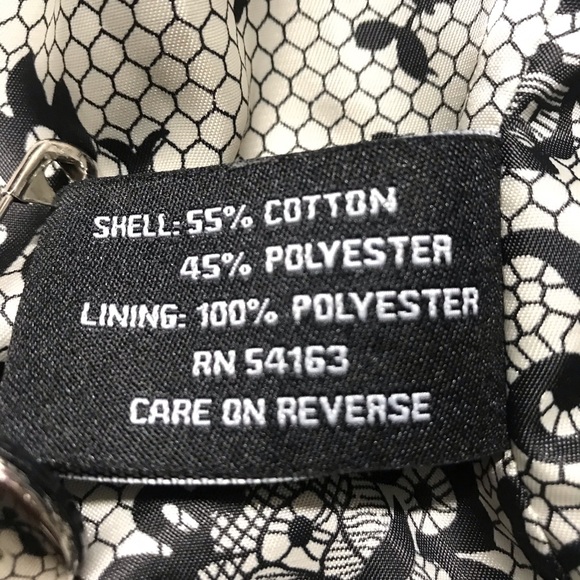 SHELL: 55% COTTON
45% POLYESTER
LINING: 100% POLYESTER
RN 54163
CARE ON REVERSE